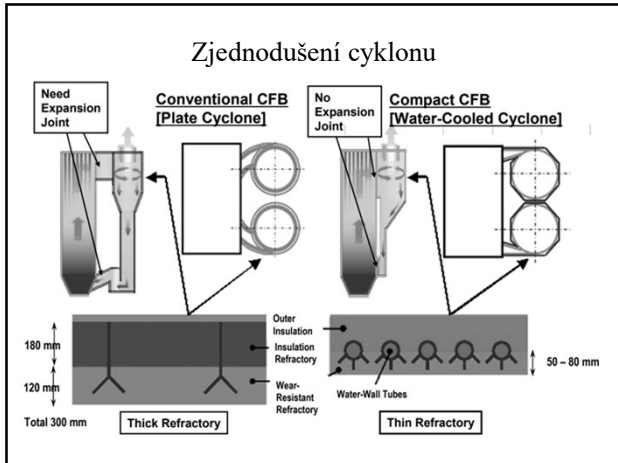 Zjednodušení cyklonu
Need
Expansion
Joint
Conventional CFB
[Plate Cyclone]
No
Expansion
Joint
Compact CFB
[Water-Cooled Cyclone]
180 mm
120 mm
Total 300 mm
Outer
Insulation
Insulation
Refractory
Wear-
Resistant
Refractory
Thick Refractory
Water-Wall Tubes
50 – 80 mm
Thin Refractory